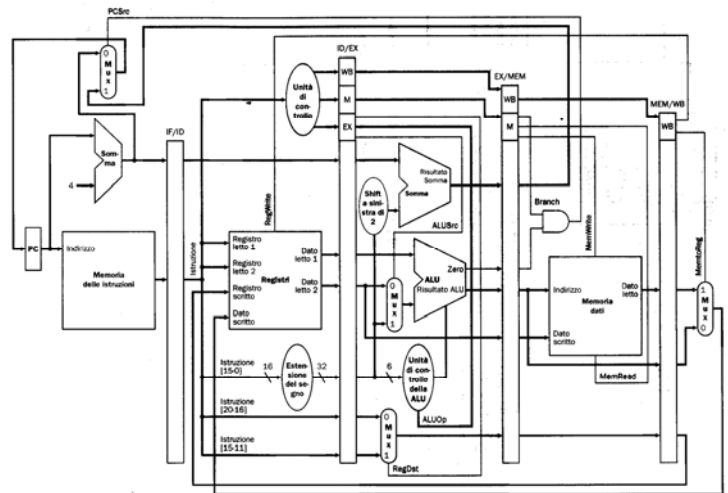 PCSrc
0
M
u
x
1
ID/EX
WB
M
EX
Unità
di con-
trollo
EX/MEM
WB
M
MEM/WB
WB
IF/ID
Som-
ma
4
PC
Indirizzo
Memoria
delle istruzioni
Istruzione
RegWrite
Registro
letto 1
Registro
letto 2
Registro
scritto
Dato
scritto
Registri
Dato
letto 1
Dato
letto 2
Shift
a sini-
stra di
2
Risultato
Somma
Somma
ALUSrc
0
M
u
x
1
Zero
ALU
Risultato ALU
Branch
MemWrite
Indirizzo
Dato
letto
Memoria
dati
Dato
scritto
MemRead
MemtoReg
1
M
u
x
0
Istruzione
[15-0]
16
Esten-
sione
del segno
32
6
Unità
di con-
trollo
della
ALU
ALUOp
Istruzione
[20-16]
Istruzione
[15-11]
0
M
u
x
1
RegDst